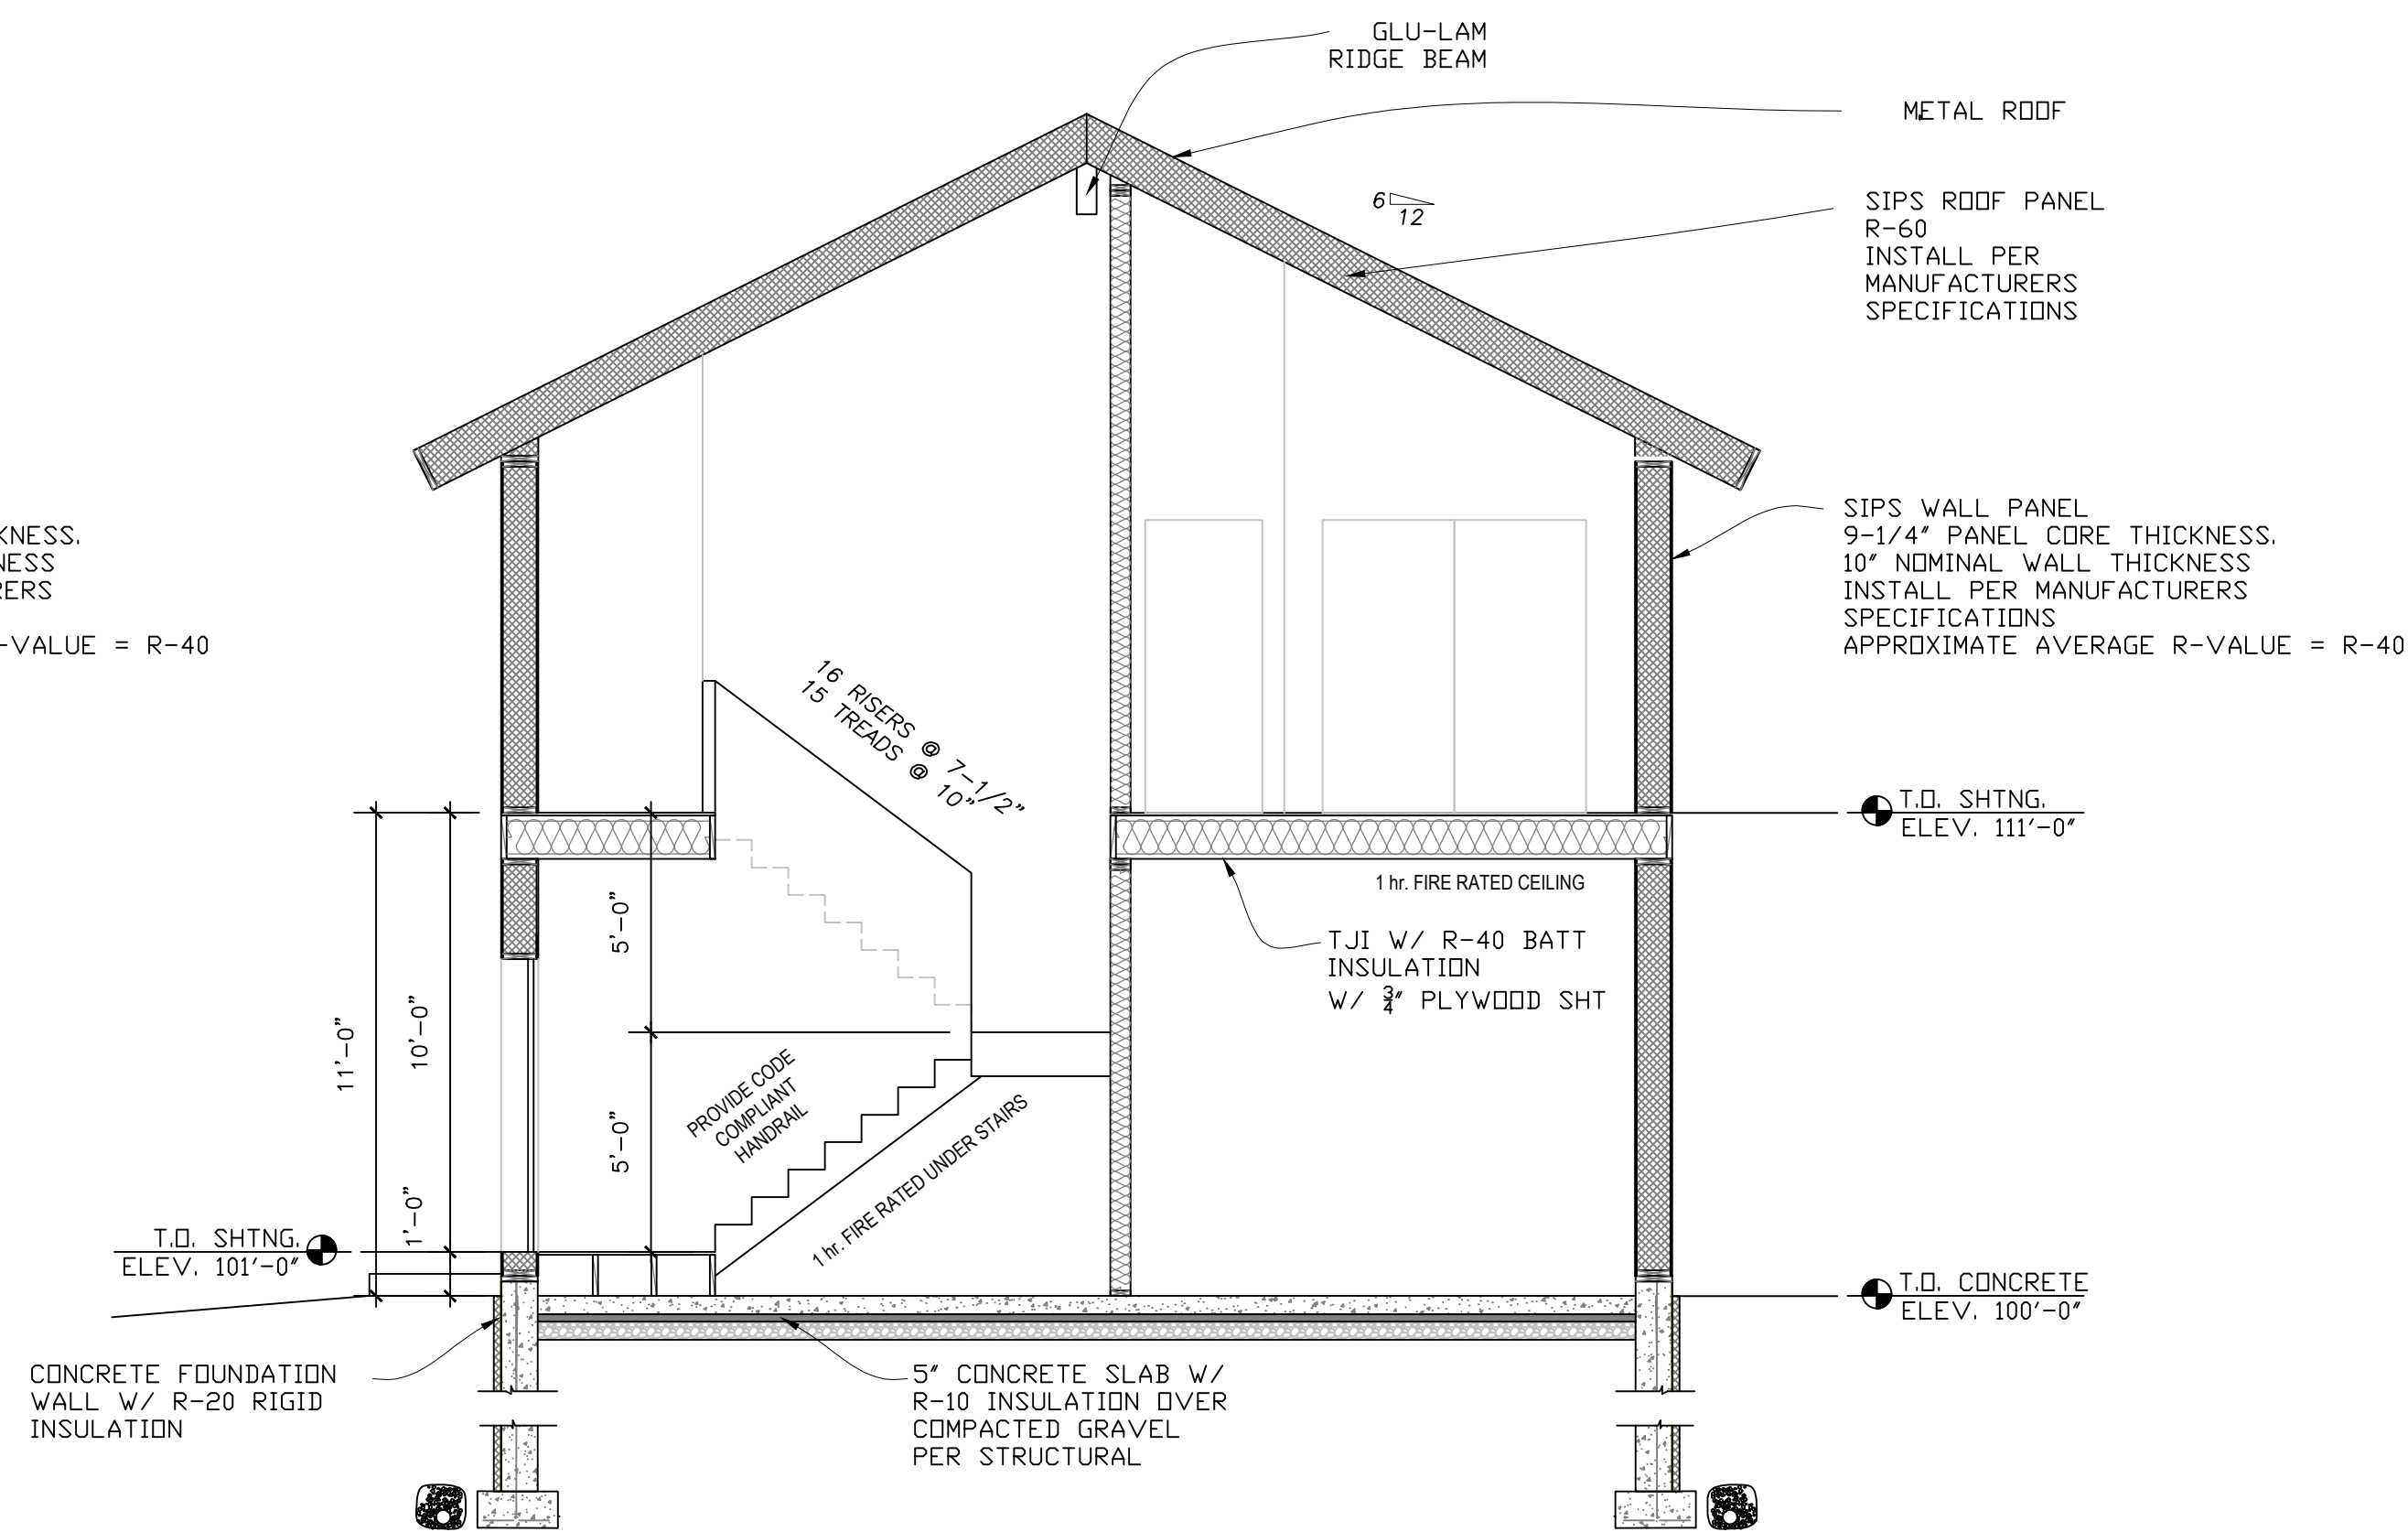 GLU-LAM
RIDGE BEAM
METAL ROOF
6
12
SIPS ROOF PANEL
R-60
INSTALL PER
MANUFACTURERS
SPECIFICATIONS
KNESS.
NESS
RERS
-VALUE = R-40
SIPS WALL PANEL
9-1/4" PANEL CORE THICKNESS.
10" NOMINAL WALL THICKNESS
INSTALL PER MANUFACTURERS
SPECIFICATIONS
APPROXIMATE AVERAGE R-VALUE = R-40
16 RISERS @ 7-1/2"
15 TREADS @ 10"
T.O. SHTNG.
ELEV. 111'-0"
1 hr. FIRE RATED CEILING
5'-0"
TJI W/ R-40 BATT
INSULATION
W/ 3/4" PLYWOOD SHT
11'-0"
10'-0"
PROVIDE CODE
COMPLIANT
HANDRAIL
5'-0"
1 hr. FIRE RATED UNDER STAIRS
1'-0"
T.O. SHTNG.
ELEV. 101'-0"
T.O. CONCRETE
ELEV. 100'-0"
CONCRETE FOUNDATION
WALL W/ R-20 RIGID
INSULATION
5" CONCRETE SLAB W/
R-10 INSULATION OVER
COMPACTED GRAVEL
PER STRUCTURAL